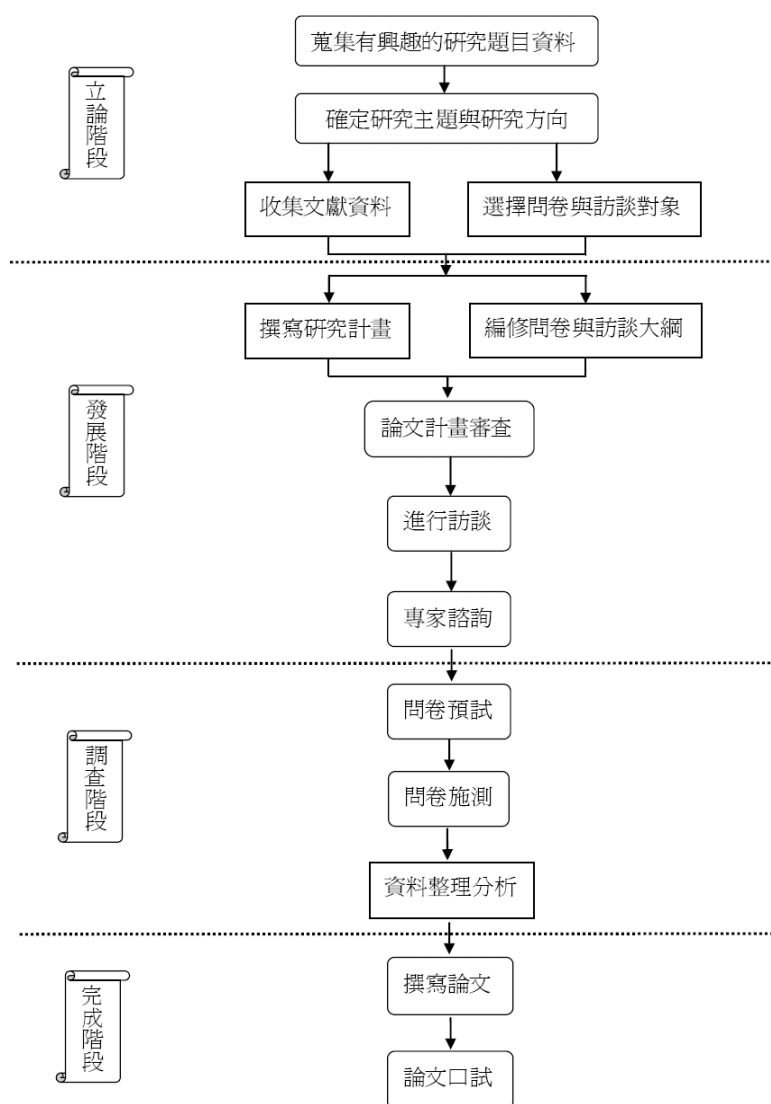 蒐集有興趣的研究題目資料
立論階段
確定研究主題與研究方向
收集文獻資料
選擇問卷與訪談對象
撰寫研究計畫
編修問卷與訪談大綱
發展階段
論文計畫審查
進行訪談
專家諮詢
問卷預試
調查階段
問卷施測
資料整理分析
撰寫論文
完成階段
論文口試